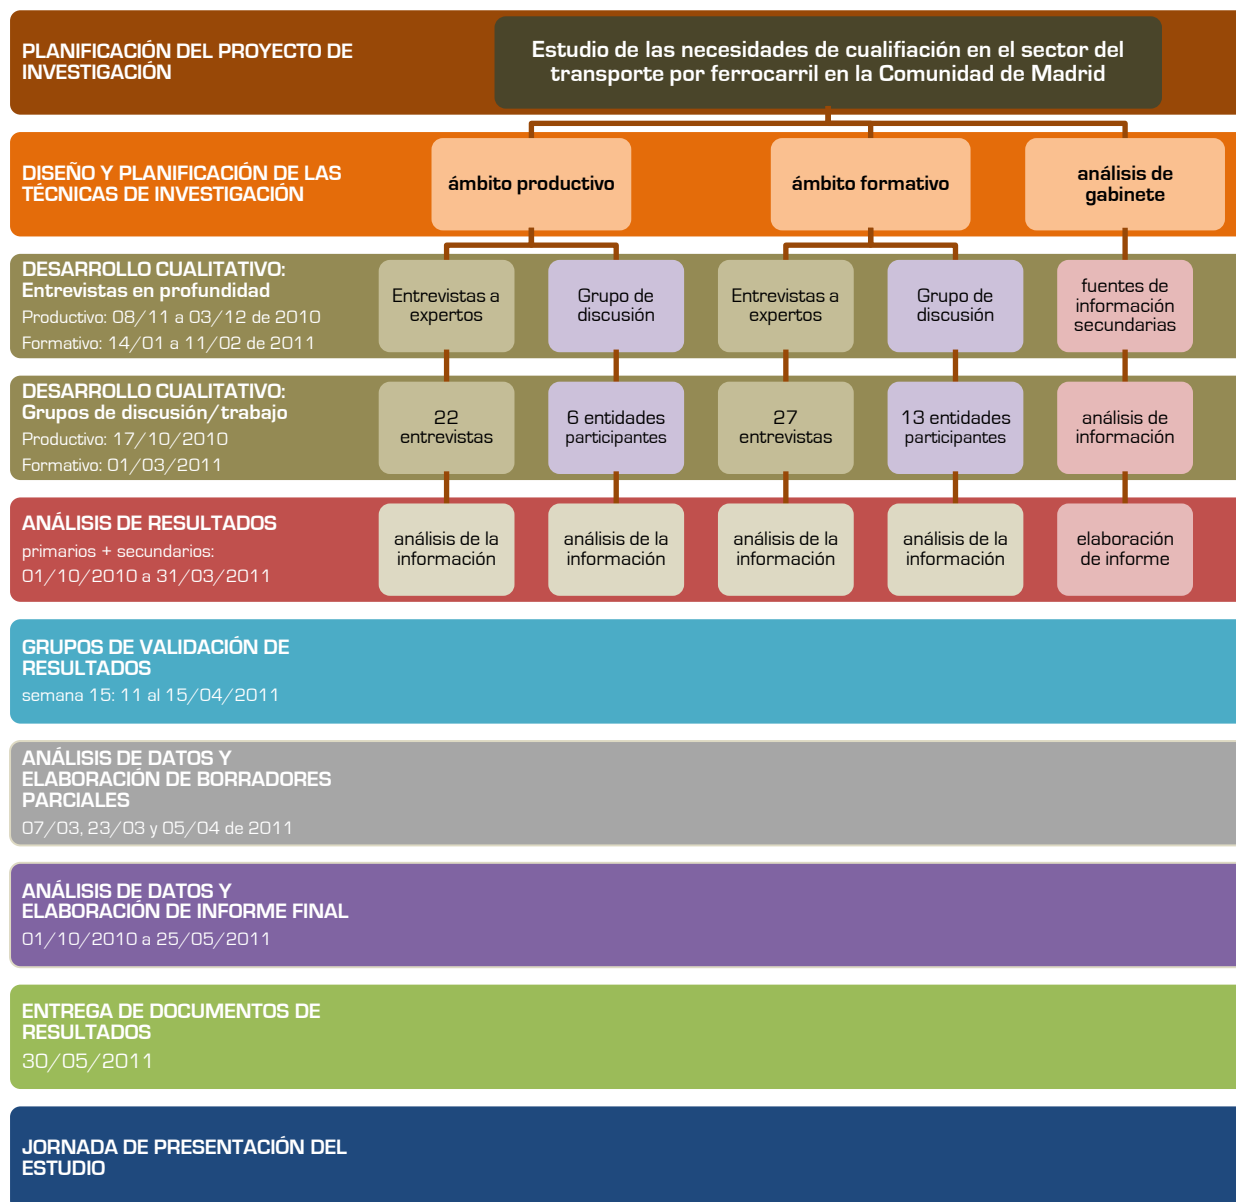 PLANIFICACIÓN DEL PROYECTO DE
INVESTIGACIÓN
Estudio de las necesidades de cualifiación en el sector del
transporte por ferrocarril en la Comunidad de Madrid
DISEÑO Y PLANIFICACIÓN DE LAS
TÉCNICAS DE INVESTIGACIÓN
ámbito productivo
ámbito formativo
análisis de
gabinete
DESARROLLO CUALITATIVO:
Entrevistas en profundidad
Productivo: 08/11 a 03/12 de 2010
Formativo: 14/01 a 11/02 de 2011
Entrevistas a
expertos
Grupo de
discusión
Entrevistas a
expertos
Grupo de
discusión
fuentes de
información
secundarias
DESARROLLO CUALITATIVO:
Grupos de discusión/trabajo
Productivo: 17/10/2010
Formativo: 01/03/2011
22
entrevistas
6 entidades
participantes
27
entrevistas
13 entidades
participantes
análisis de
información
ANÁLISIS DE RESULTADOS
primarios + secundarios:
01/10/2010 a 31/03/2011
análisis de la
información
análisis de la
información
análisis de la
información
análisis de la
información
elaboración
de informe
GRUPOS DE VALIDACIÓN DE
RESULTADOS
semana 15: 11 al 15/04/2011
ANÁLISIS DE DATOS Y
ELABORACIÓN DE BORRADORES
PARCIALES
07/03, 23/03 y 05/04 de 2011
ANÁLISIS DE DATOS Y
ELABORACIÓN DE INFORME FINAL
01/10/2010 a 25/05/2011
ENTREGA DE DOCUMENTOS DE
RESULTADOS
30/05/2011
JORNADA DE PRESENTACIÓN DEL
ESTUDIO